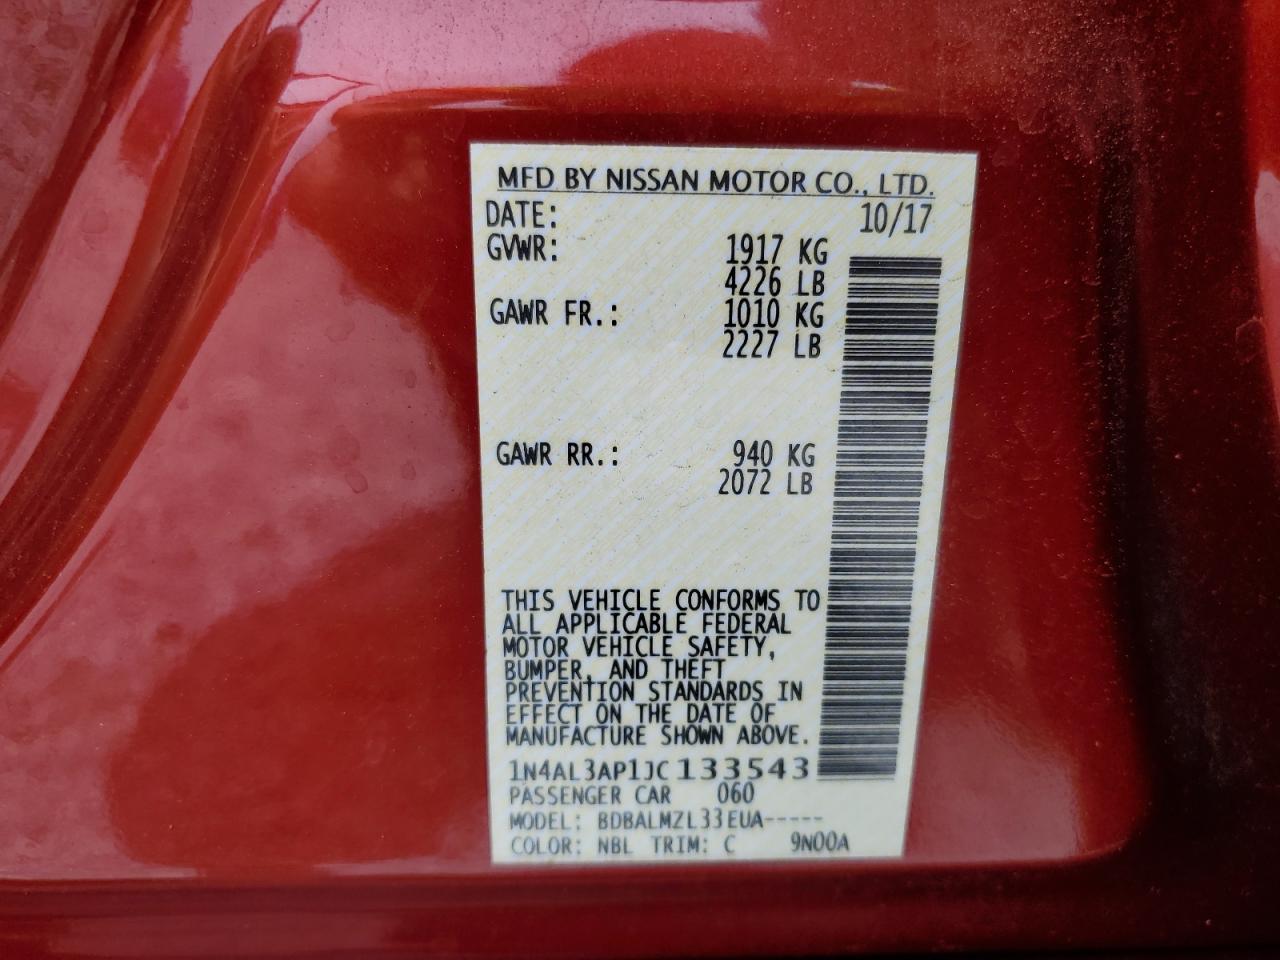 MFD BY NISSAN MOTOR CO., LTD.
DATE: 10/17
GVWR: 1917 KG
4226 LB
GAWR FR.: 1010 KG
2227 LB
GAWR RR.: 940 KG
2072 LB
THIS VEHICLE CONFORMS TO
ALL APPLICABLE FEDERAL
MOTOR VEHICLE SAFETY,
BUMPER, AND THEFT
PREVENTION STANDARDS IN
EFFECT ON THE DATE OF
MANUFACTURE SHOWN ABOVE.
1N4AL3AP1JC133543
PASSENGER CAR 060
MODEL: BDBALMZL33EUA-----
COLOR: NBL TRIM: C 9N00A